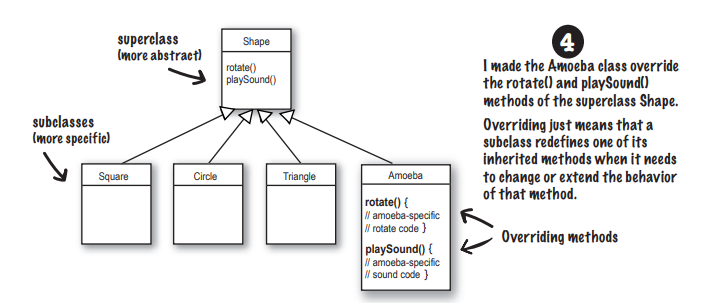 superclass
(more abstract)
Shape
rotate()
playSound()
4
I made the Amoeba class override
the rotate() and playSound()
methods of the superclass Shape.
Overriding just means that a
subclass redefines one of its
inherited methods when it needs
to change or extend the behavior
of that method.
subclasses
(more specific)
Square
Circle
Triangle
Amoeba
rotate() {
// amoeba-specific
// rotate code }
playSound() {
// amoeba-specific
// sound code }
Overriding methods